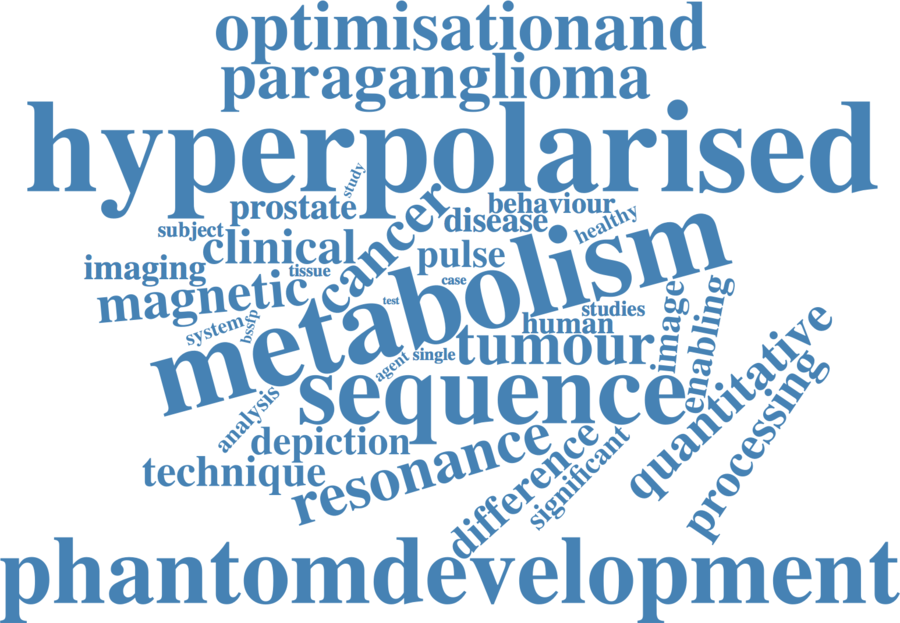 optimisationand
paraganglioma
hyperpolarised
study
prostate
cancer
behaviour
disease
healthy
subject
clinical
pulse
metabolism
imaging
tissue
case
magnetic
test
studies
image
enabling
system
bssfp
human
tumour
single
agent
sequence
quantitative
processing
analysis
depiction
resonance
difference
significant
technique
phantomdevelopment